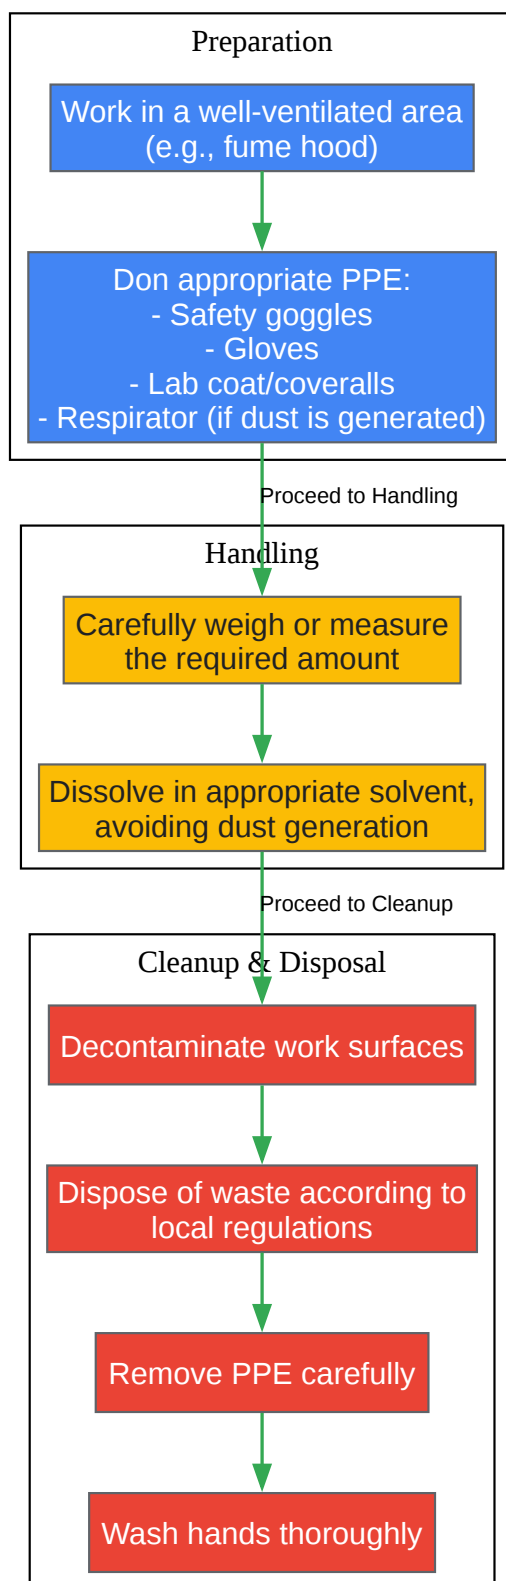 Preparation
Work in a well-ventilated area
(e.g., fume hood)
Don appropriate PPE:
- Safety goggles
- Gloves
- Lab coat/coveralls
- Respirator (if dust is generated)
Proceed to Handling
Handling
Carefully weigh or measure
the required amount
Dissolve in appropriate solvent,
avoiding dust generation
Proceed to Cleanup
Cleanup & Disposal
Decontaminate work surfaces
Dispose of waste according to
local regulations
Remove PPE carefully
Wash hands thoroughly